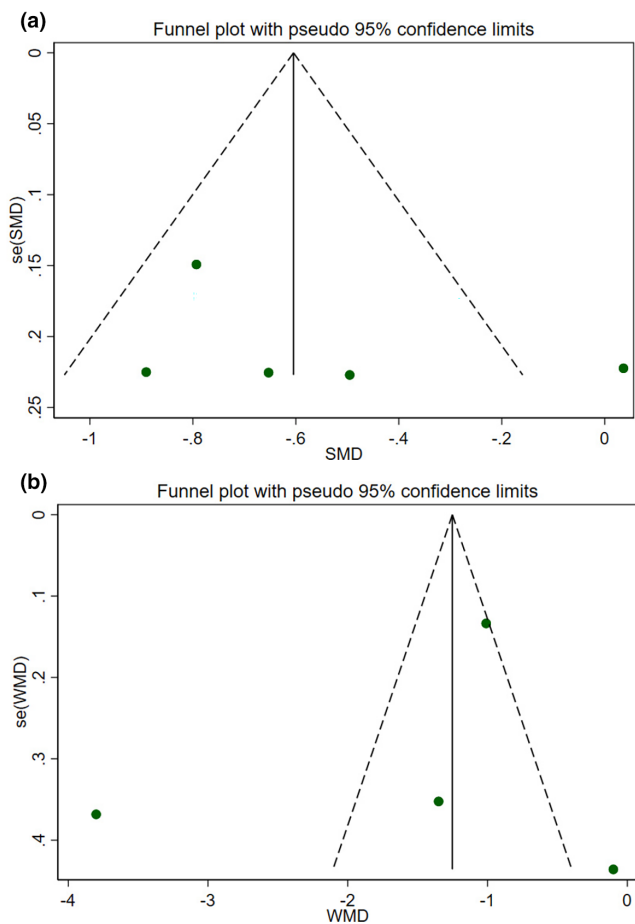 (a)
Funnel plot with pseudo 95% confidence limits
0
.05
.1
.15
.2
.25
se(SMD)
-1 -.8 -.6 -.4 -.2 0
SMD
(b)
Funnel plot with pseudo 95% confidence limits
0
.1
.2
.3
.4
se(WMD)
-4 -3 -2 -1 0
WMD